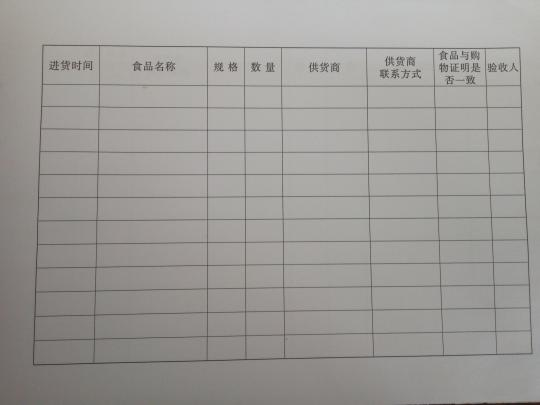 进货时间 食品名称 规格 数量 供货商 供货商
联系方式 食品与购
物证明是
否一致 验收人